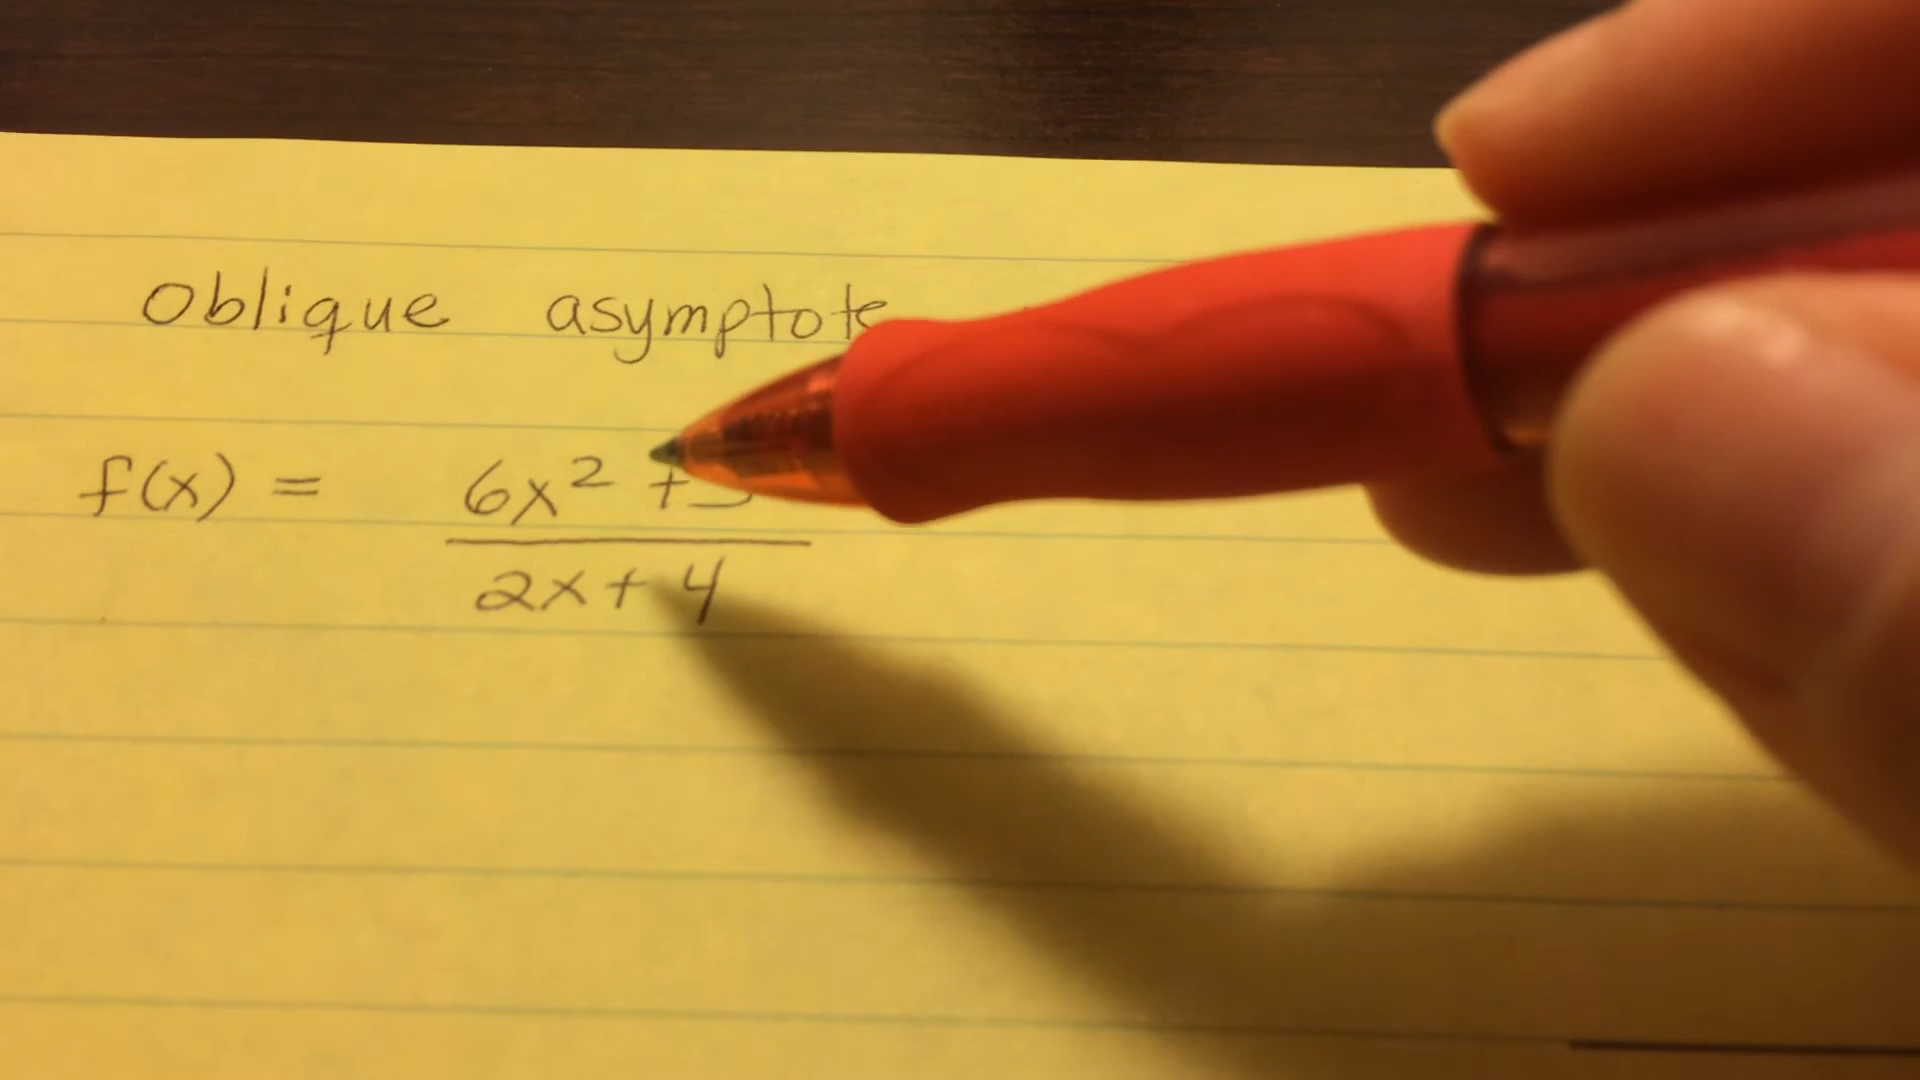 Oblique asymptote
f(x) = 6x² +
2x + 4